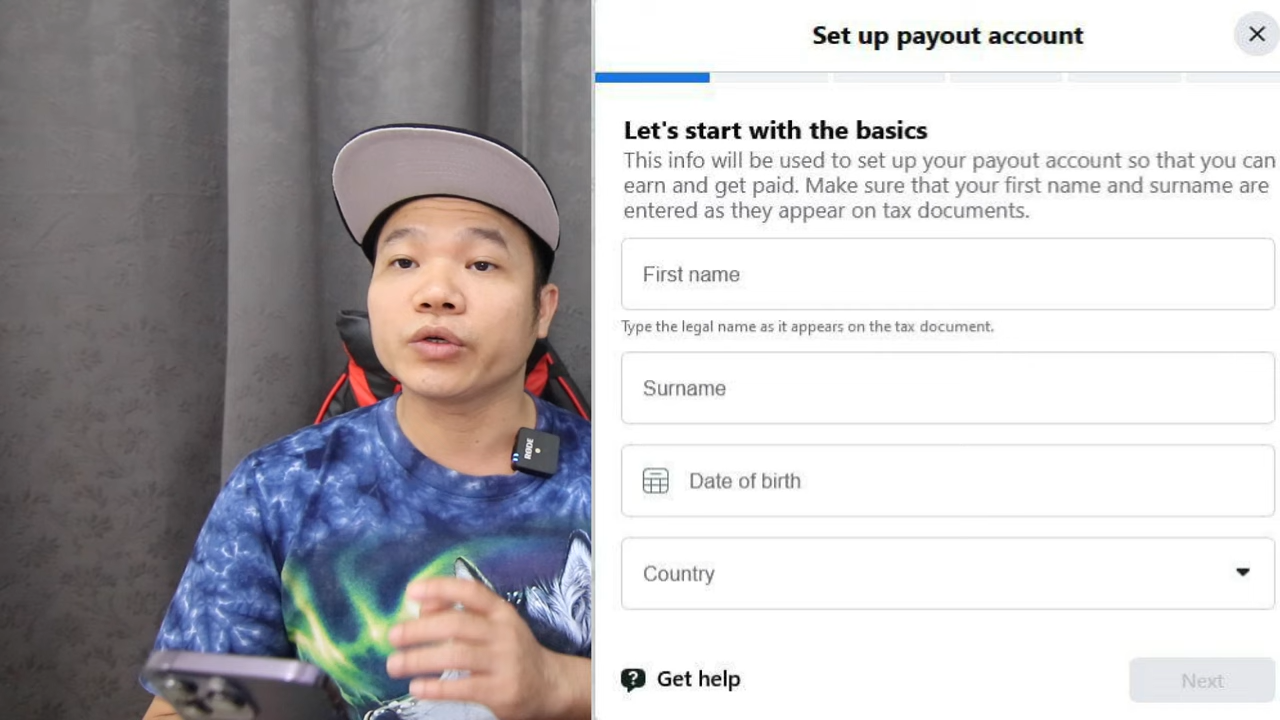 Set up payout account
Let's start with the basics
This info will be used to set up your payout account so that you can
earn and get paid. Make sure that your first name and surname are
entered as they appear on tax documents.
First name
Type the legal name as it appears on the tax document.
Surname
Date of birth
Country
Get help
Next
RØDE